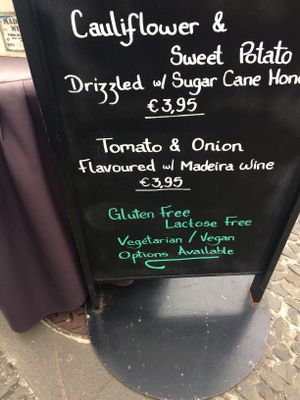 Cauliflower &
Sweet Potato
Drizzled w/ Sugar Cane Hone
€3,95
Tomato & Onion
Flavoured w/ Madeira wine
€3,95
Gluten Free
Lactose Free
Vegetarian / Vegan
Options Available